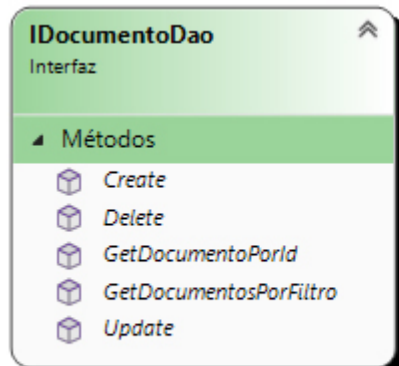 IDocumentoDao
Interfaz
Métodos
Create
Delete
GetDocumentoPorId
GetDocumentosPorFiltro
Update